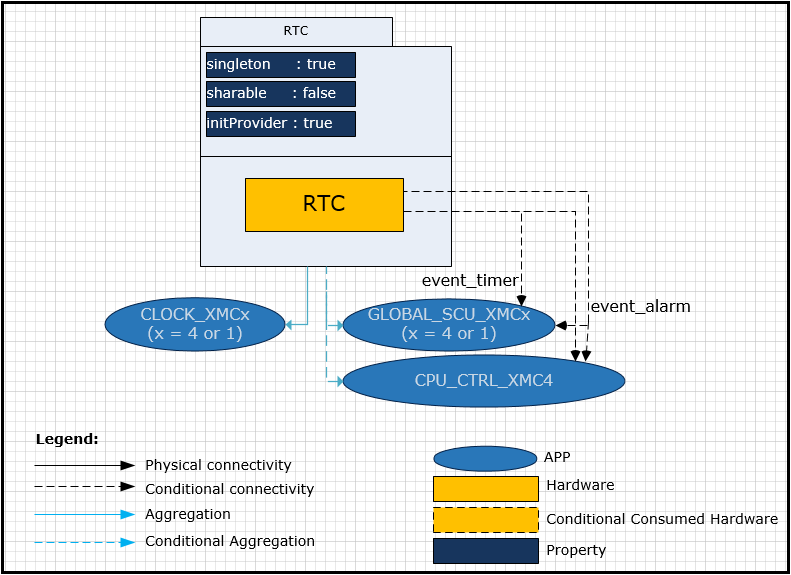 RTC
singleton : true
sharable : false
initProvider : true
RTC
event_timer
event_alarm
CLOCK_XMCx
(x = 4 or 1)
GLOBAL_SCU_XMCx
(x = 4 or 1)
CPU_CTRL_XMC4
Legend:
Physical connectivity
Conditional connectivity
Aggregation
Conditional Aggregation
APP
Hardware
Conditional Consumed Hardware
Property